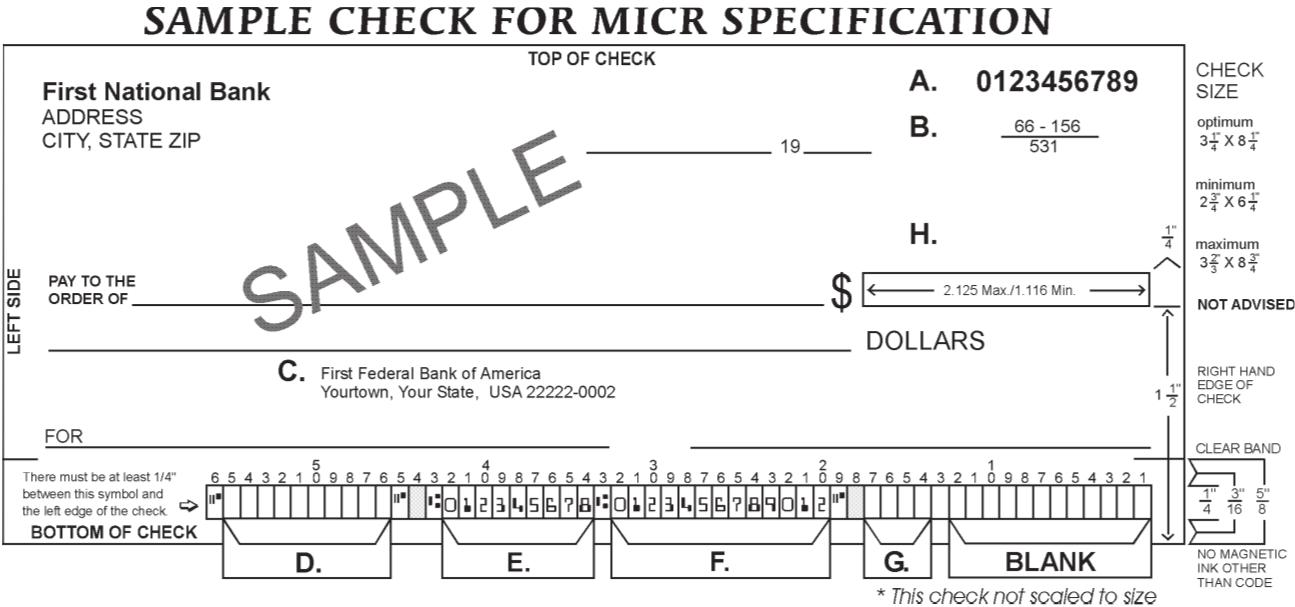 SAMPLE CHECK FOR MICR SPECIFICATION
TOP OF CHECK
First National Bank
ADDRESS
CITY, STATE ZIP
A. 0123456789
B. 66 - 156
531
19
SAMPLE
H.
PAY TO THE
ORDER OF
$ 2.125 Max./1.116 Min.
DOLLARS
C. First Federal Bank of America
Yourtown, Your State, USA 22222-0002
FOR
LEFT SIDE
CHECK
SIZE
optimum
3 1/4" X 8 1/4"
minimum
2 3/4" X 6 1/4"
maximum
3 2/3" X 8 3/4"
NOT ADVISED
1/4"
1 1/2"
RIGHT HAND
EDGE OF
CHECK
CLEAR BAND
1/4" 3/16" 5/8"
NO MAGNETIC
INK OTHER
THAN CODE
There must be at least 1/4"
between this symbol and
the left edge of the check.
BOTTOM OF CHECK
5 4 3 2 1
0 0 0 0 0
6 5 4 3 2 1 9 8 7 6 5 4 3 2 1 9 8 7 6 5 4 3 2 1 9 8 7 6 5 4 3 2 1 9 8 7 6 5 4 3 2 1 9 8 7 6 5 4 3 2 1
⑈ ⑈ ⑆012345678⑆0123456789012⑈
D. E. F. G. BLANK
* This check not scaled to size